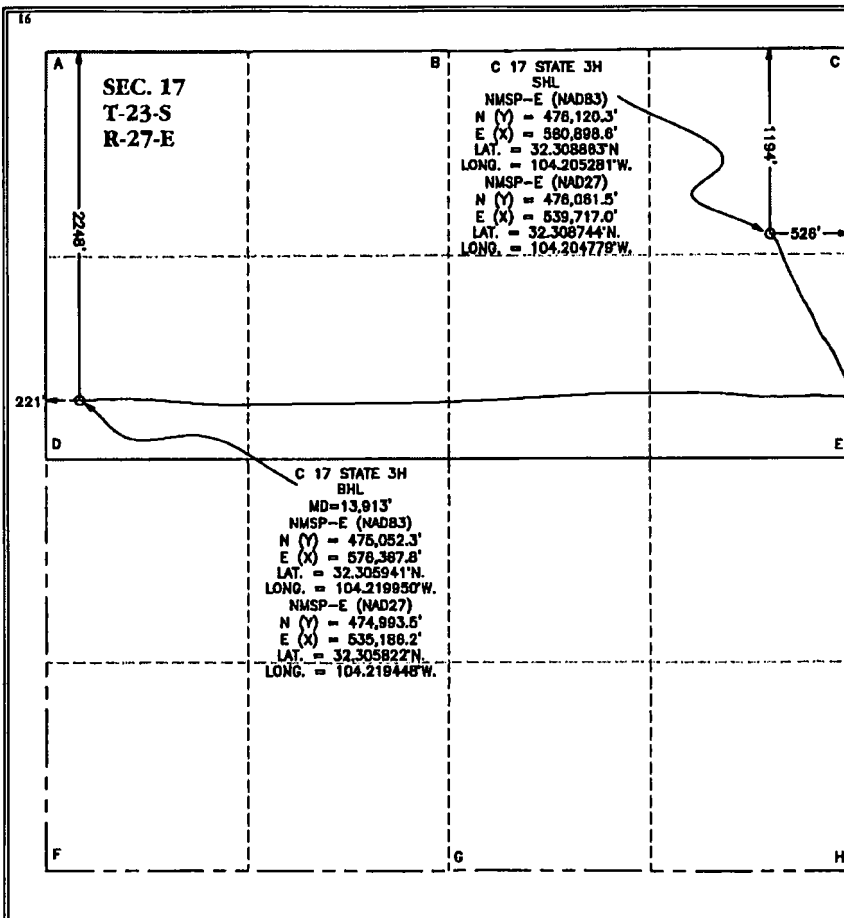 16
A
B
C
SEC. 17
T-23-S
R-27-E
C 17 STATE 3H
SHL
NMSP-E (NAD83)
N (Y) = 476,120.3'
E (X) = 580,898.6'
LAT. = 32.308863'N
LONG. = 104.205281'W.
NMSP-E (NAD27)
N (Y) = 476,061.5'
E (X) = 539,717.0'
LAT. = 32.308744'N.
LONG. = 104.204779'W.
1194'
526'
2248'
221'
D
E
C 17 STATE 3H
BHL
MD=13,913'
NMSP-E (NAD83)
N (Y) = 475,052.3'
E (X) = 576,367.8'
LAT. = 32.305941'N.
LONG. = 104.219950'W.
NMSP-E (NAD27)
N (Y) = 474,993.5'
E (X) = 535,186.2'
LAT. = 32.305822'N.
LONG. = 104.219448'W.
F
G
H